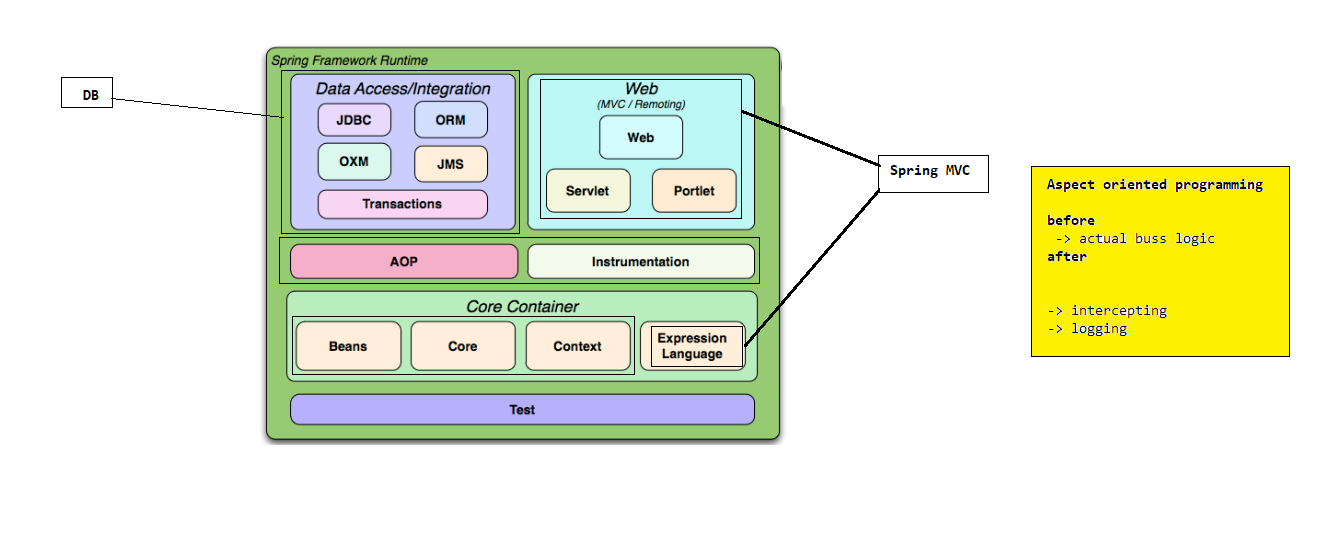 Spring Framework Runtime
DB
Data Access/Integration
JDBC
ORM
OXM
JMS
Transactions
Web
(MVC / Remoting)
Web
Servlet
Portlet
Spring MVC
AOP
Instrumentation
Core Container
Beans
Core
Context
Expression
Language
Test
Aspect oriented programming
before
-> actual buss logic
after
-> intercepting
-> logging